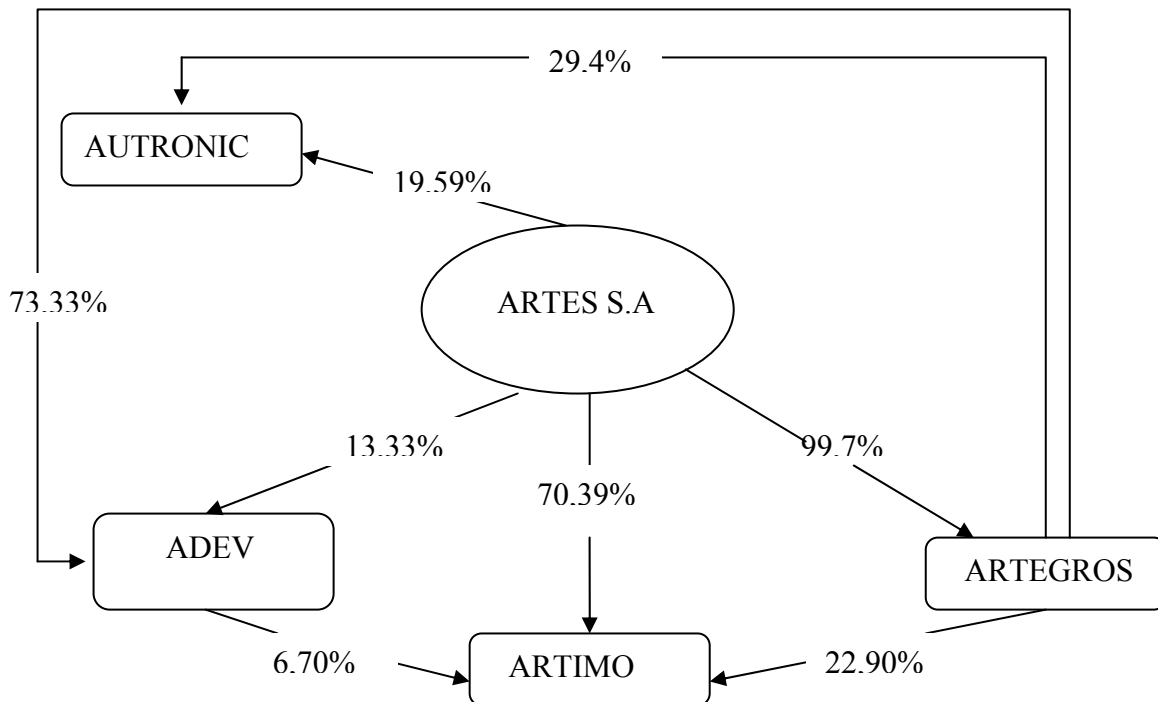 29,4%
AUTRONIC
19,59%
73,33%
ARTES S.A
13,33%
99,7%
70,39%
ADEV
ARTEGROS
6,70%
ARTIMO
22,90%